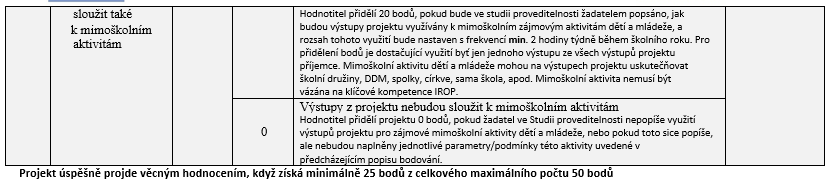 sloužit také
k mimoškolním
aktivitám
Hodnotitel přidělí 20 bodů, pokud bude ve studii proveditelnosti žadatelem popsáno, jak
budou výstupy projektu využívány k mimoškolním zájmovým aktivitám dětí a mládeže, a
rozsah tohoto využití bude nastaven s frekvencí min. 2 hodiny týdně během školního roku. Pro
přidělení bodů je dostačující využití byť jen jednoho výstupu ze všech výstupů projektu
příjemce. Mimoškolní aktivitu dětí a mládeže mohou na výstupech projektu uskutečňovat
školní družiny, DDM, spolky, církve, sama škola, apod. Mimoškolní aktivita nemusí být
vázána na klíčové kompetence IROP.
0
Výstupy z projektu nebudou sloužit k mimoškolním aktivitám
Hodnotitel přidělí projektu 0 bodů, pokud žadatel ve Studii proveditelnosti nepopíše využití
výstupů projektu pro zájmové mimoškolní aktivity dětí a mládeže, nebo pokud toto sice popíše,
ale nebudou naplněny jednotlivé parametry/podmínky této aktivity uvedené v
předcházejícím popisu bodování.
Projekt úspěšně projde věcným hodnocením, když získá minimálně 25 bodů z celkového maximálního počtu 50 bodů